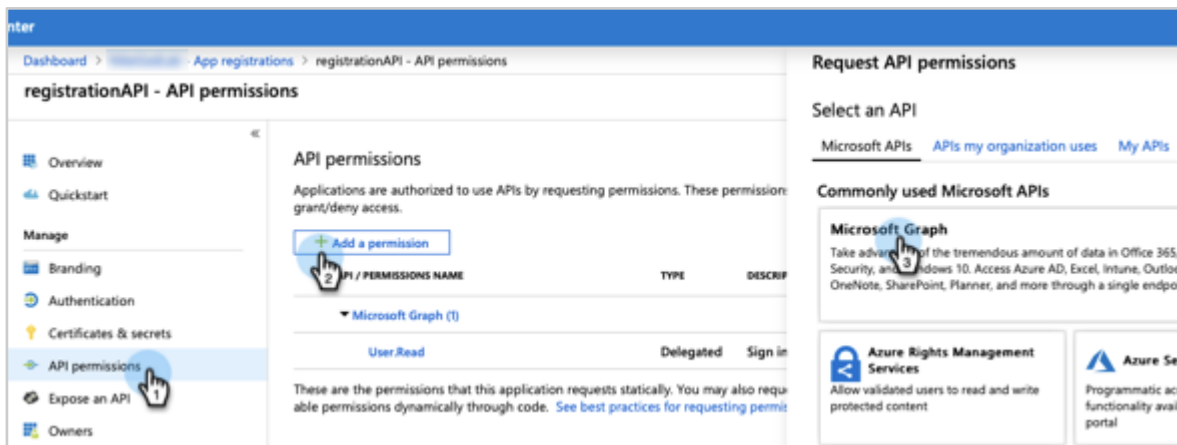 nter
Dashboard > App registrations > registrationAPI - API permissions
registrationAPI - API permissions
«
Overview
Quickstart
Manage
Branding
Authentication
Certificates & secrets
API permissions
1
Expose an API
Owners
API permissions
Applications are authorized to use APIs by requesting permissions. These permission
grant/deny access.
+ Add a permission
2
/ PERMISSIONS NAME TYPE DESCRIP
Microsoft Graph (1)
User.Read Delegated Sign in
These are the permissions that this application requests statically. You may also requ
able permissions dynamically through code. See best practices for requesting permis
Request API permissions
Select an API
Microsoft APIs APIs my organization uses My APIs
Commonly used Microsoft APIs
Microsoft Graph
3
of the tremendous amount of data in Office 365,
Security, and Windows 10. Access Azure AD, Excel, Intune, Outloo
OneNote, SharePoint, Planner, and more through a single endpo
Azure Rights Management
Services
Allow validated users to read and write
protected content
Azure Se
Programmatic ac
functionality avai
portal